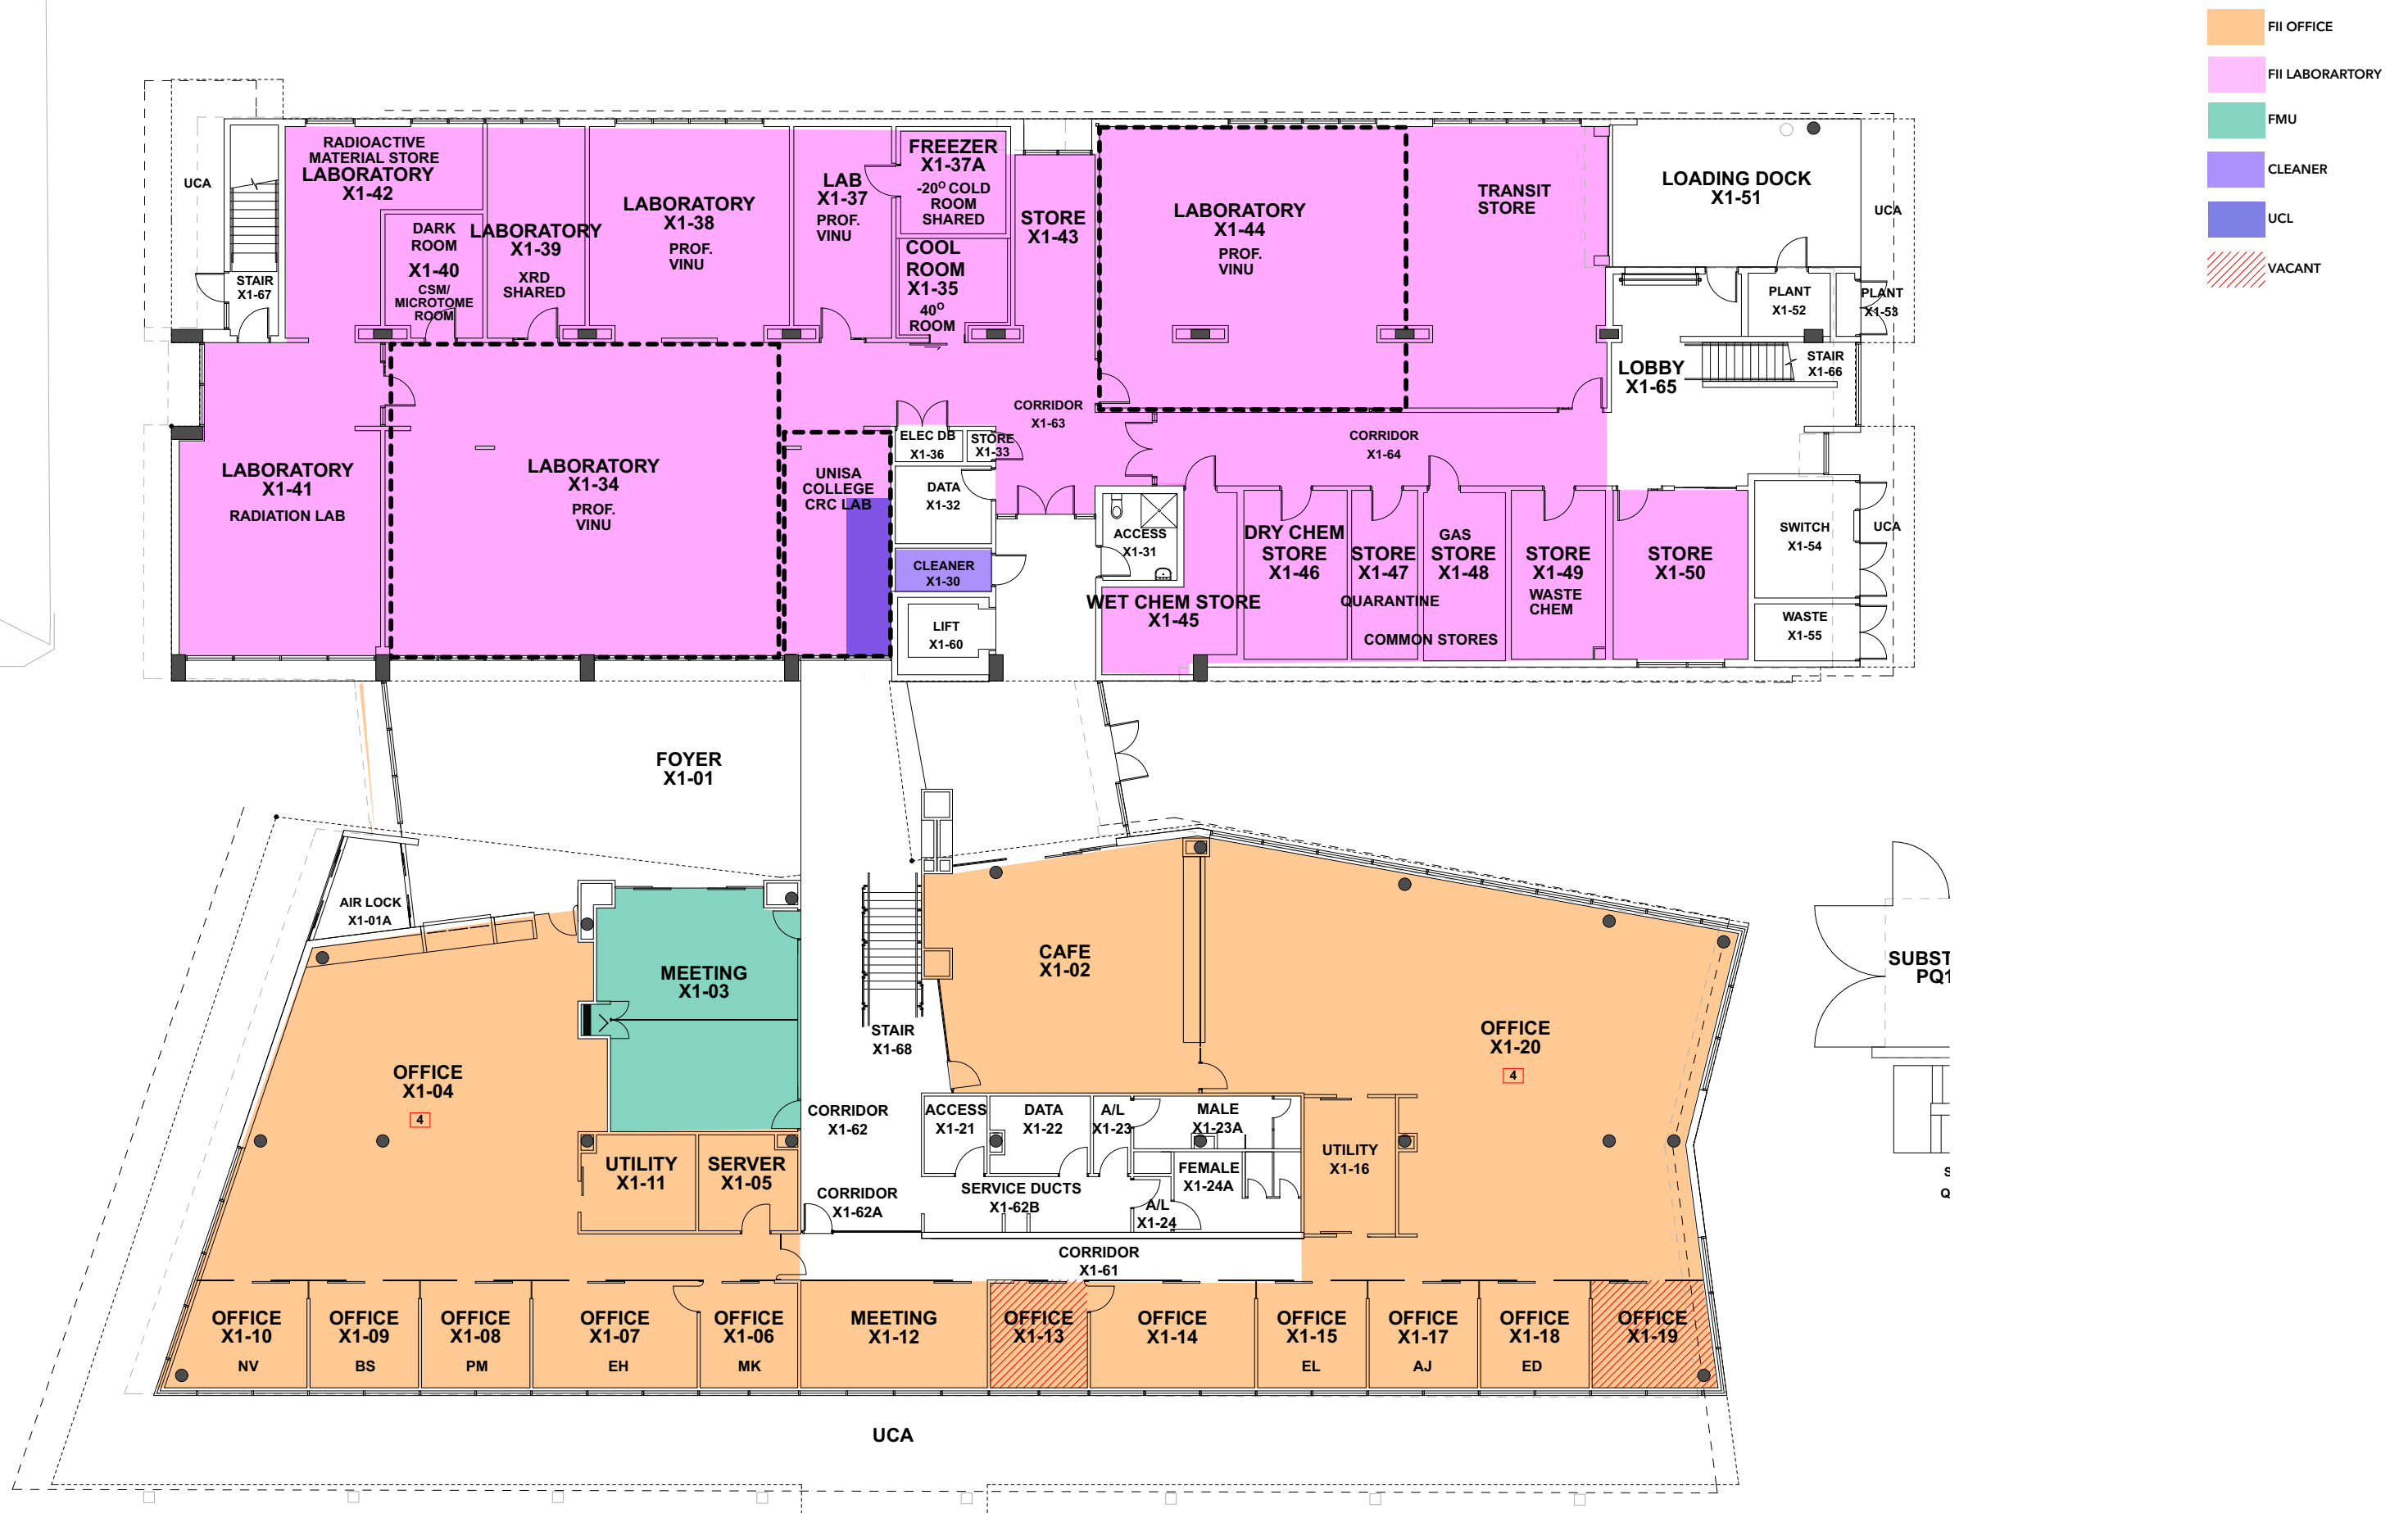 FII OFFICE
FII LABORARTORY
FMU
CLEANER
UCL
VACANT
UCA
STAIR
X1-67
RADIOACTIVE
MATERIAL STORE
LABORATORY
X1-42
DARK
ROOM
X1-40
CSM/
MICROTOME
ROOM
LABORATORY
X1-39
XRD
SHARED
LABORATORY
X1-38
PROF.
VINU
LAB
X1-37
PROF.
VINU
FREEZER
X1-37A
-20O COLD
ROOM
SHARED
COOL
ROOM
X1-35
40O
ROOM
STORE
X1-43
LABORATORY
X1-44
PROF.
VINU
TRANSIT
STORE
LOADING DOCK
X1-51
UCA
PLANT
X1-52
PLANT
X1-53
STAIR
X1-66
LOBBY
X1-65
CORRIDOR
X1-63
CORRIDOR
X1-64
LABORATORY
X1-41
RADIATION LAB
LABORATORY
X1-34
PROF.
VINU
UNISA
COLLEGE
CRC LAB
ELEC DB
X1-36
STORE
X1-33
DATA
X1-32
CLEANER
X1-30
LIFT
X1-60
ACCESS
X1-31
WET CHEM STORE
X1-45
DRY CHEM
STORE
X1-46
STORE
X1-47
GAS
STORE
X1-48
QUARANTINE
COMMON STORES
STORE
X1-49
WASTE
CHEM
STORE
X1-50
SWITCH
X1-54
UCA
WASTE
X1-55
FOYER
X1-01
AIR LOCK
X1-01A
MEETING
X1-03
OFFICE
X1-04
4
STAIR
X1-68
CAFE
X1-02
OFFICE
X1-20
4
SUBST
PQ1
S
Q
UTILITY
X1-11
SERVER
X1-05
CORRIDOR
X1-62
CORRIDOR
X1-62A
ACCESS
X1-21
DATA
X1-22
A/L
X1-23
MALE
X1-23A
FEMALE
X1-24A
A/L
X1-24
SERVICE DUCTS
X1-62B
UTILITY
X1-16
CORRIDOR
X1-61
OFFICE
X1-10
NV
OFFICE
X1-09
BS
OFFICE
X1-08
PM
OFFICE
X1-07
EH
OFFICE
X1-06
MK
MEETING
X1-12
OFFICE
X1-13
OFFICE
X1-14
OFFICE
X1-15
EL
OFFICE
X1-17
AJ
OFFICE
X1-18
ED
OFFICE
X1-19
UCA